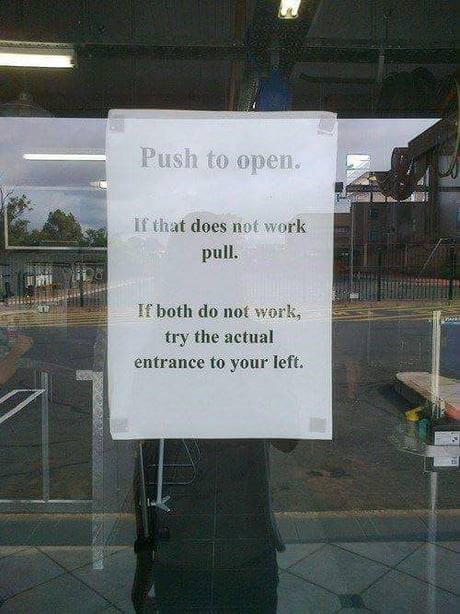 Push to open.
If that does not work
pull.
If both do not work,
try the actual
entrance to your left.